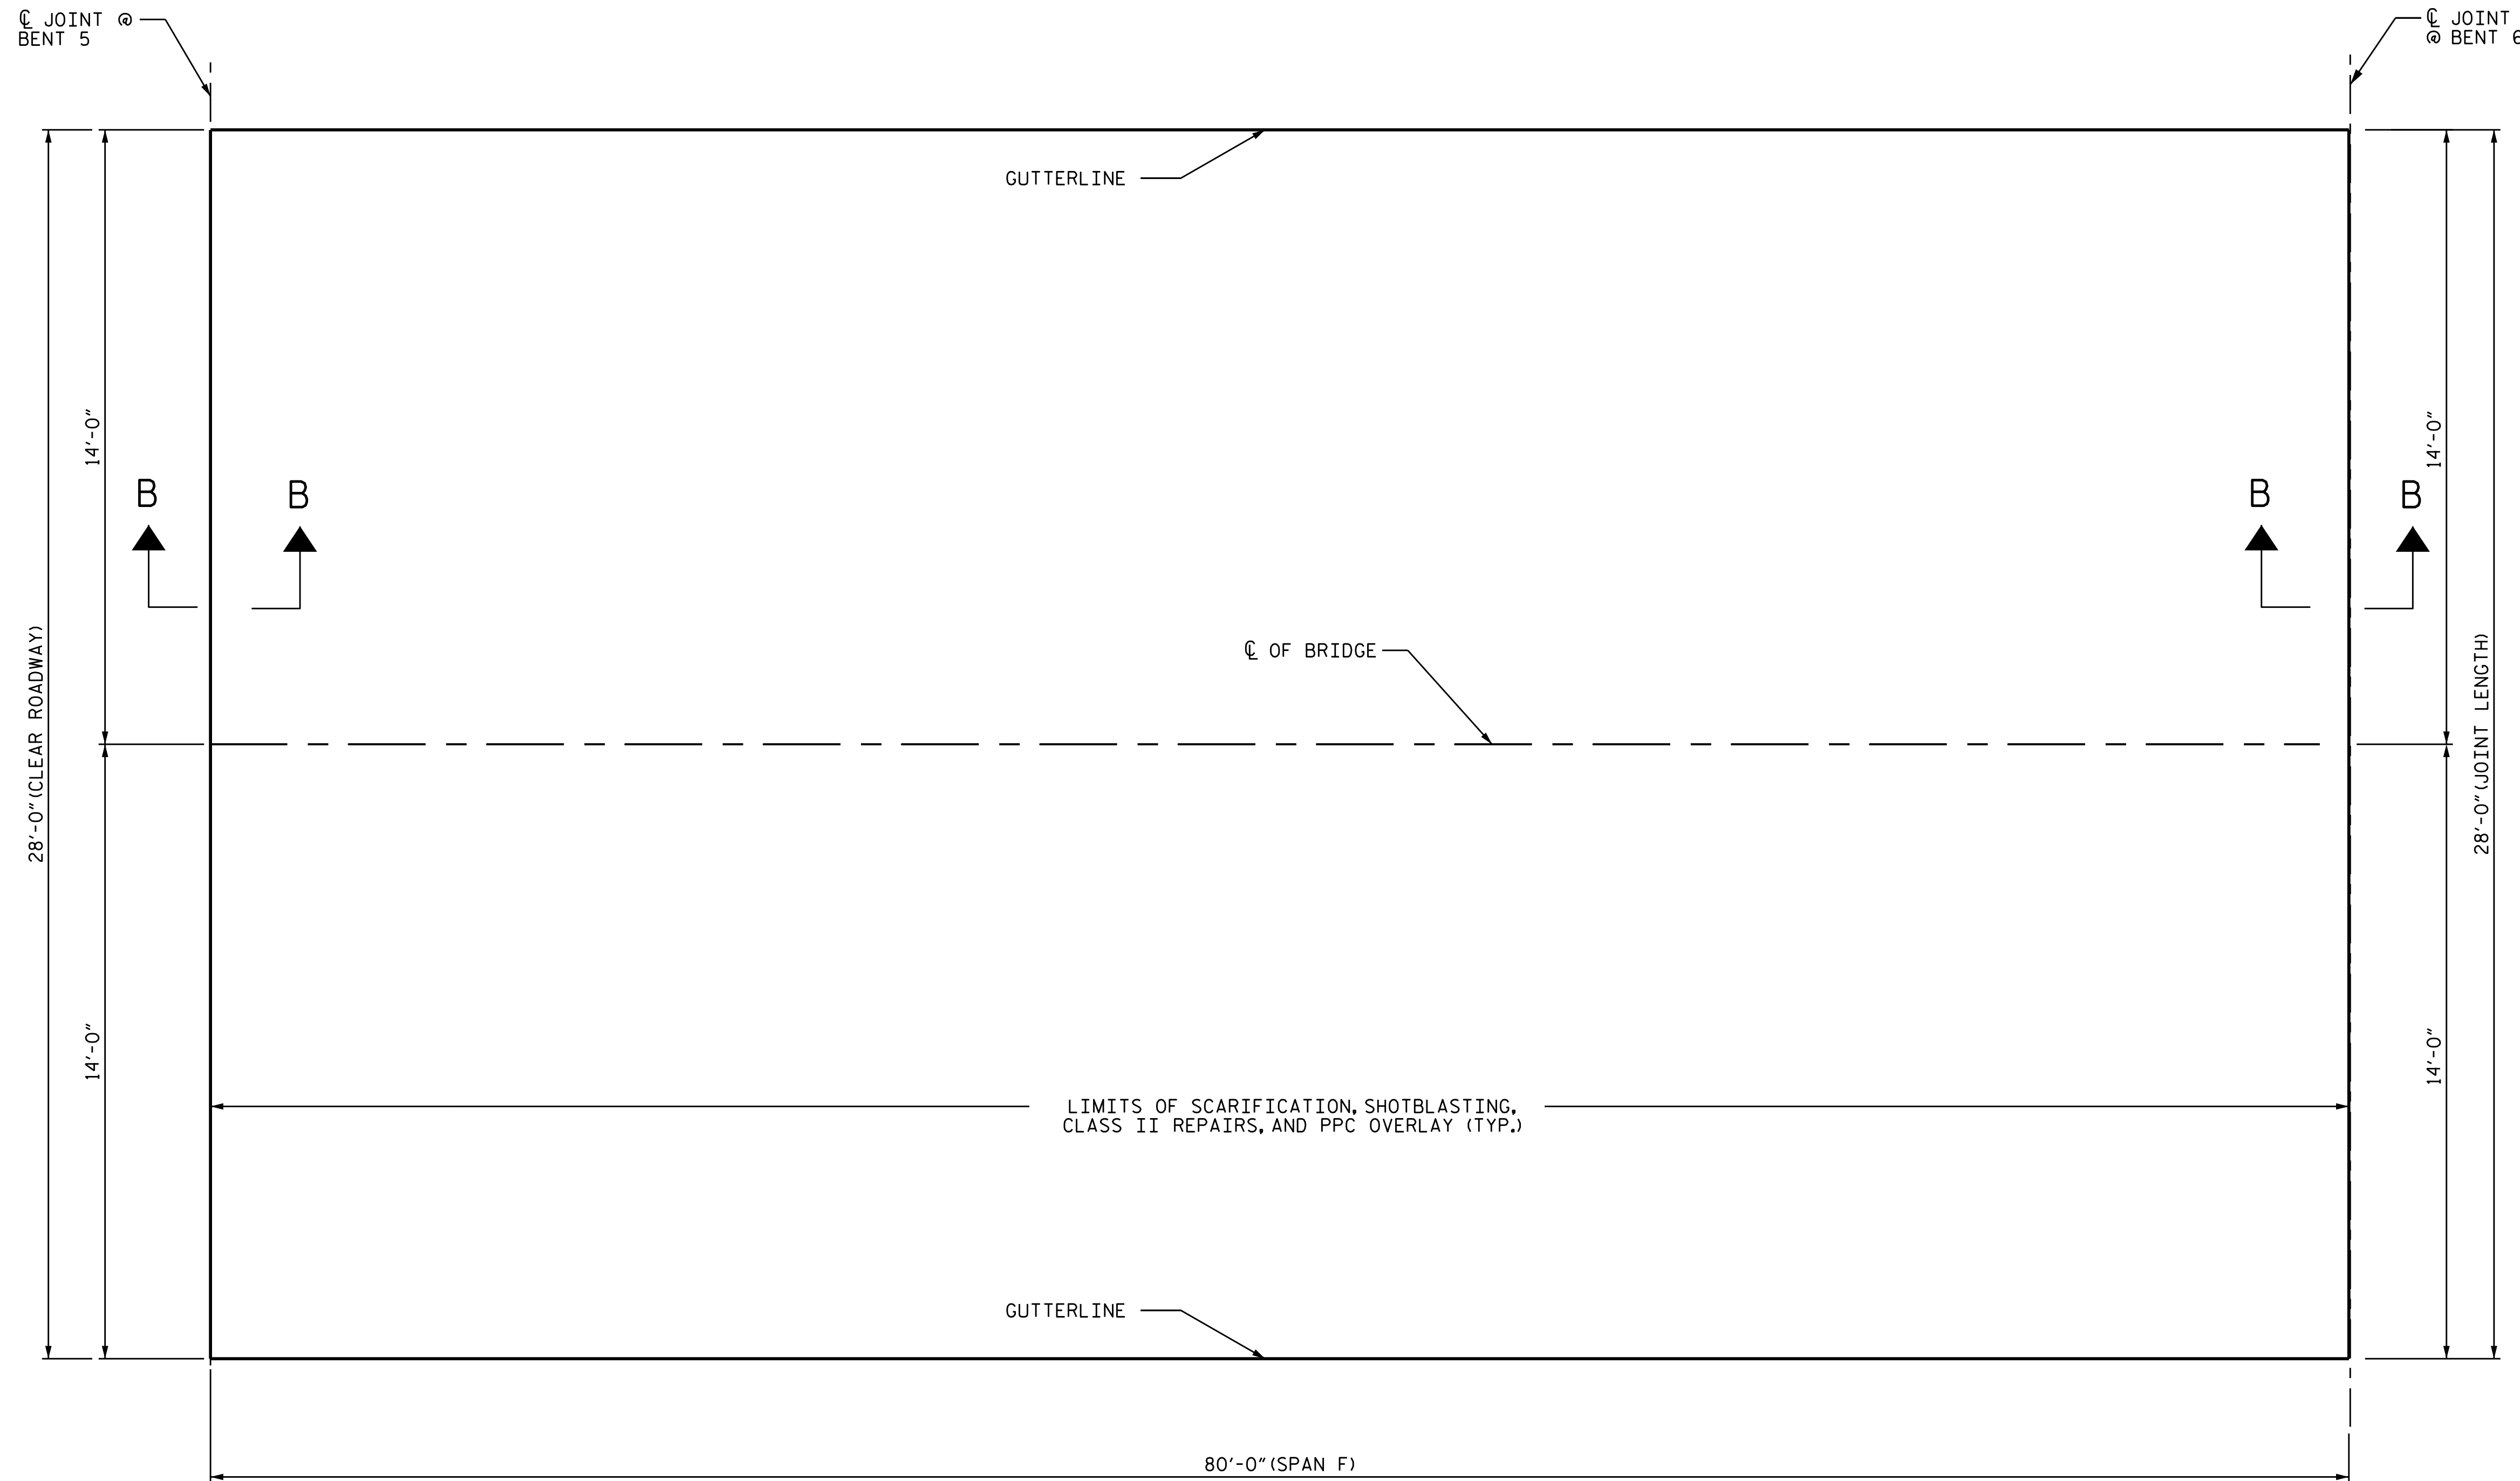 ℄ JOINT @
BENT 5
℄ JOINT
@ BENT 6
GUTTERLINE
14'-0"
14'-0"
B
B
B
B
28'-0"(CLEAR ROADWAY)
℄ OF BRIDGE
28'-0"(JOINT LENGTH)
14'-0"
14'-0"
LIMITS OF SCARIFICATION, SHOTBLASTING,
CLASS II REPAIRS, AND PPC OVERLAY (TYP.)
GUTTERLINE
80'-0"(SPAN F)